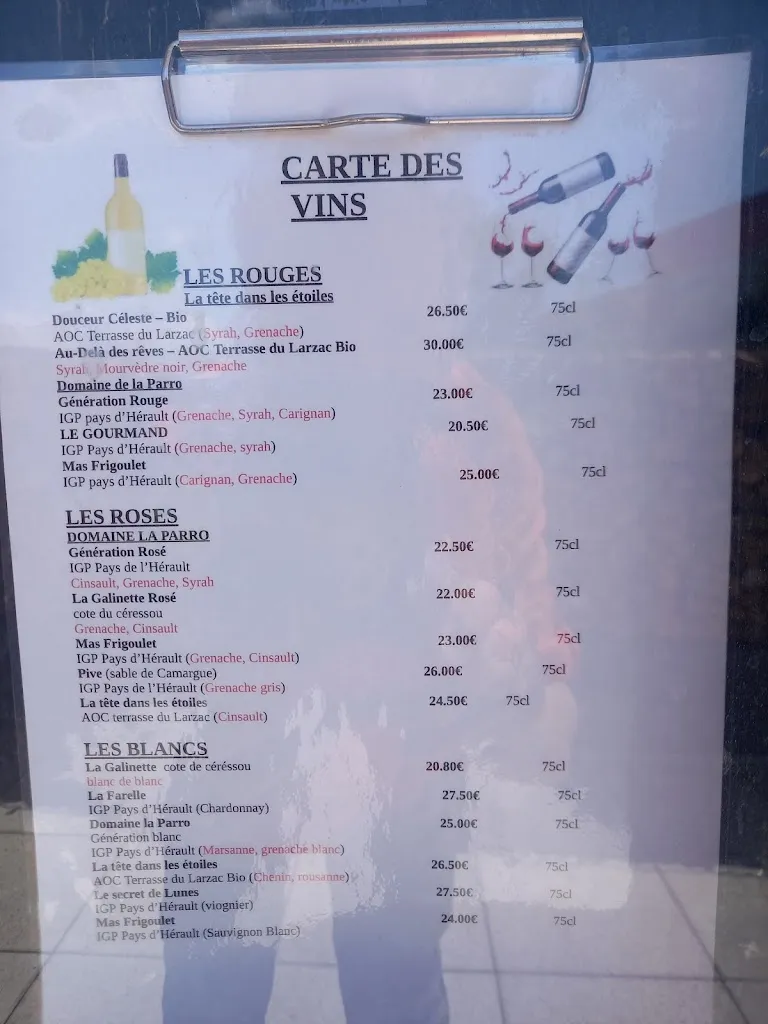 CARTE DES
VINS
LES ROUGES
La tête dans les étoiles
Douceur Céleste – Bio 26.50€ 75cl
AOC Terrasse du Larzac (Syrah, Grenache)
Au-Delà des rêves – AOC Terrasse du Larzac Bio 30.00€ 75cl
Syrah, Mourvèdre noir, Grenache
Domaine de la Parro
Génération Rouge 23.00€ 75cl
IGP pays d'Hérault (Grenache, Syrah, Carignan)
LE GOURMAND 20.50€ 75cl
IGP Pays d'Hérault (Grenache, syrah)
Mas Frigoulet
IGP pays d'Hérault (Carignan, Grenache) 25.00€ 75cl
LES ROSES
DOMAINE LA PARRO
Génération Rosé 22.50€ 75cl
IGP Pays de l'Hérault
Cinsault, Grenache, Syrah
La Galinette Rosé 22.00€ 75cl
cote du céressou
Grenache, Cinsault
Mas Frigoulet 23.00€ 75cl
IGP Pays d'Hérault (Grenache, Cinsault)
Pive (sable de Camargue) 26.00€ 75cl
IGP Pays de l'Hérault (Grenache gris)
La tête dans les étoiles 24.50€ 75cl
AOC terrasse du Larzac (Cinsault)
LES BLANCS
La Galinette cote de céréssou 20.80€ 75cl
blanc de blanc
La Farelle 27.50€ 75cl
IGP Pays d'Hérault (Chardonnay)
Domaine la Parro 25.00€ 75cl
Génération blanc
IGP Pays d'Hérault (Marsanne, grenache blanc)
La tête dans les étoiles 26.50€ 75cl
AOC Terrasse du Larzac Bio (Chenin, rousanne)
Le secret de Lunes 27.50€ 75cl
IGP Pays d'Hérault (viognier)
Mas Frigoulet 24.00€ 75cl
IGP Pays d'Hérault (Sauvignon Blanc)